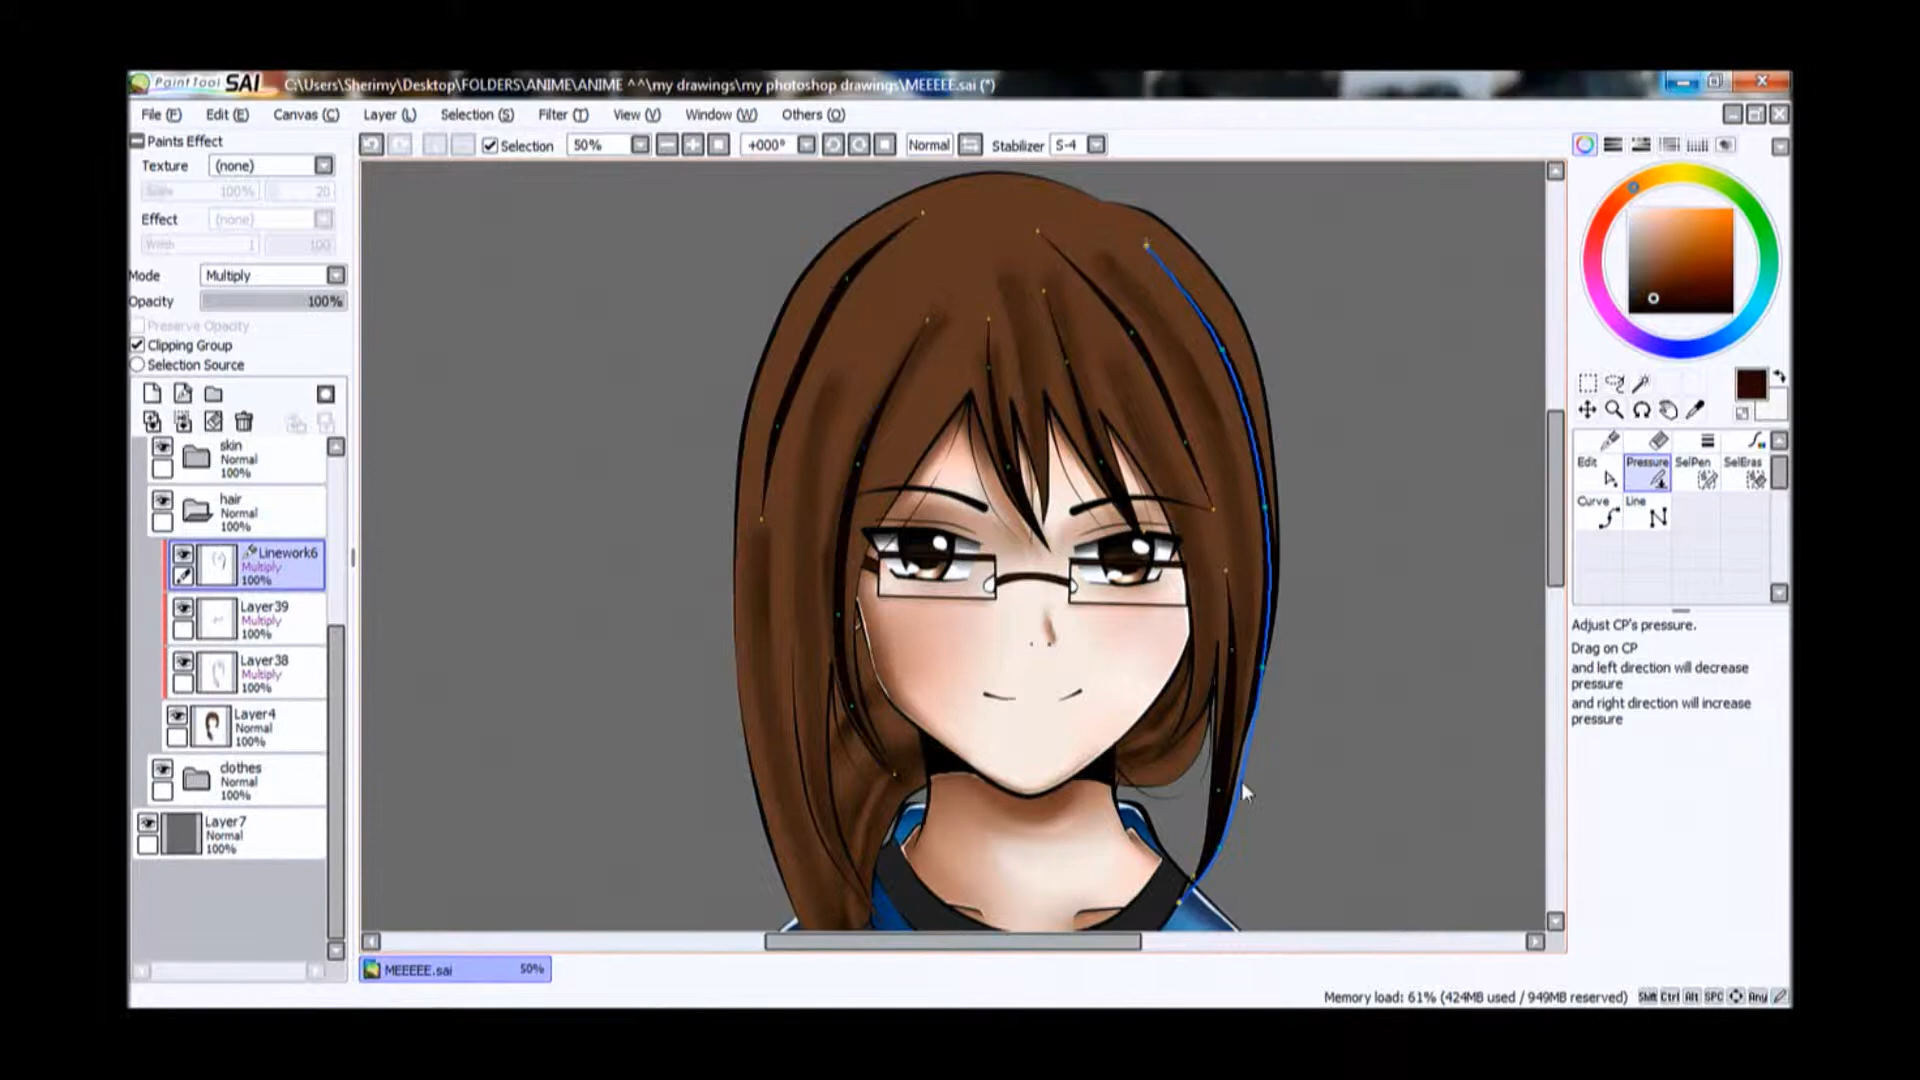 PaintTool SAI C:\Users\Sherimy\Desktop\FOLDERS\ANIME\ANIME ^^\my drawings\my photoshop drawings\MEEEEE.sai (*)
File (F) Edit (E) Canvas (C) Layer (L) Selection (S) Filter (T) View (V) Window (W) Others (O)
Paints Effect
Selection 50% +000° Normal Stabilizer S-4
Texture (none)
Scale 100% 20
Effect (none)
Width 1 100
Mode Multiply
Opacity 100%
Preserve Opacity
Clipping Group
Selection Source
skin
Normal
100%
hair
Normal
100%
Linework6
Multiply
100%
Layer39
Multiply
100%
Layer38
Multiply
100%
Layer4
Normal
100%
clothes
Normal
100%
Layer7
Normal
100%
Edit Pressure SelPen SelEras
Curve Line
Adjust CP's pressure.
Drag on CP
and left direction will decrease
pressure
and right direction will increase
pressure
MEEEEE.sai 50%
Memory load: 61% (424MB used / 949MB reserved) Shift Ctrl Alt SPC Any